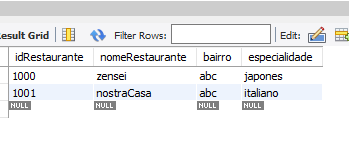 Result Grid Filter Rows: Edit:
idRestaurante nomeRestaurante bairro especialidade
1000 zensei abc japones
1001 nostraCasa abc italiano
NULL NULL NULL NULL